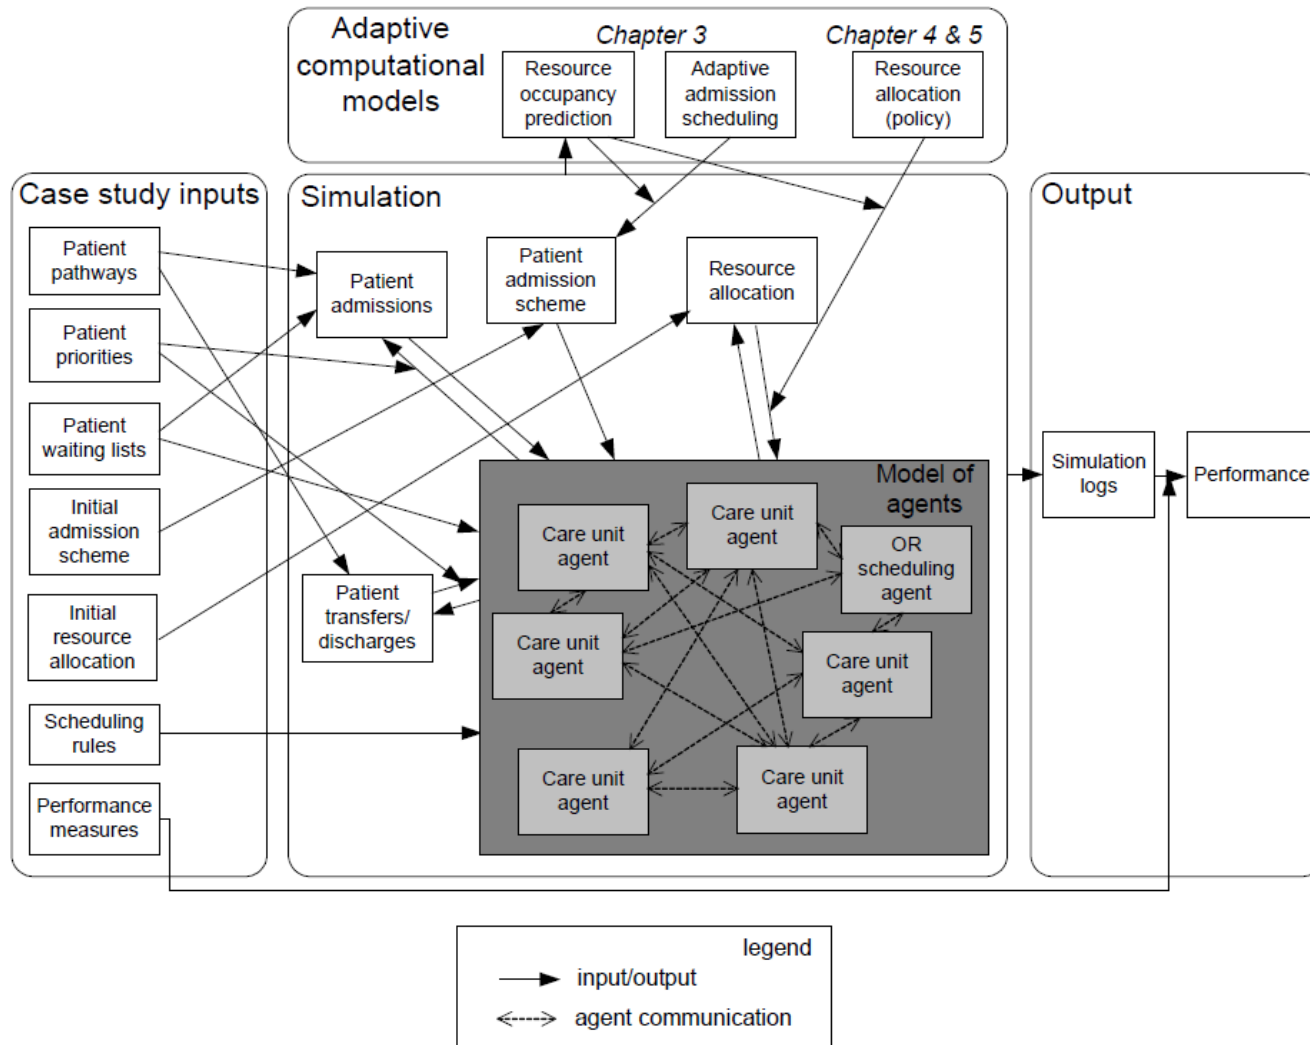 Adaptive
computational
models
Chapter 3
Chapter 4 & 5
Resource
occupancy
prediction
Adaptive
admission
scheduling
Resource
allocation
(policy)
Case study inputs
Patient
pathways
Patient
priorities
Patient
waiting lists
Initial
admission
scheme
Initial
resource
allocation
Scheduling
rules
Performance
measures
Simulation
Patient
admissions
Patient
admission
scheme
Resource
allocation
Patient
transfers/
discharges
Model of
agents
Care unit
agent
Care unit
agent
OR
scheduling
agent
Care unit
agent
Care unit
agent
Care unit
agent
Care unit
agent
Output
Simulation
logs
Performance
legend
input/output
agent communication